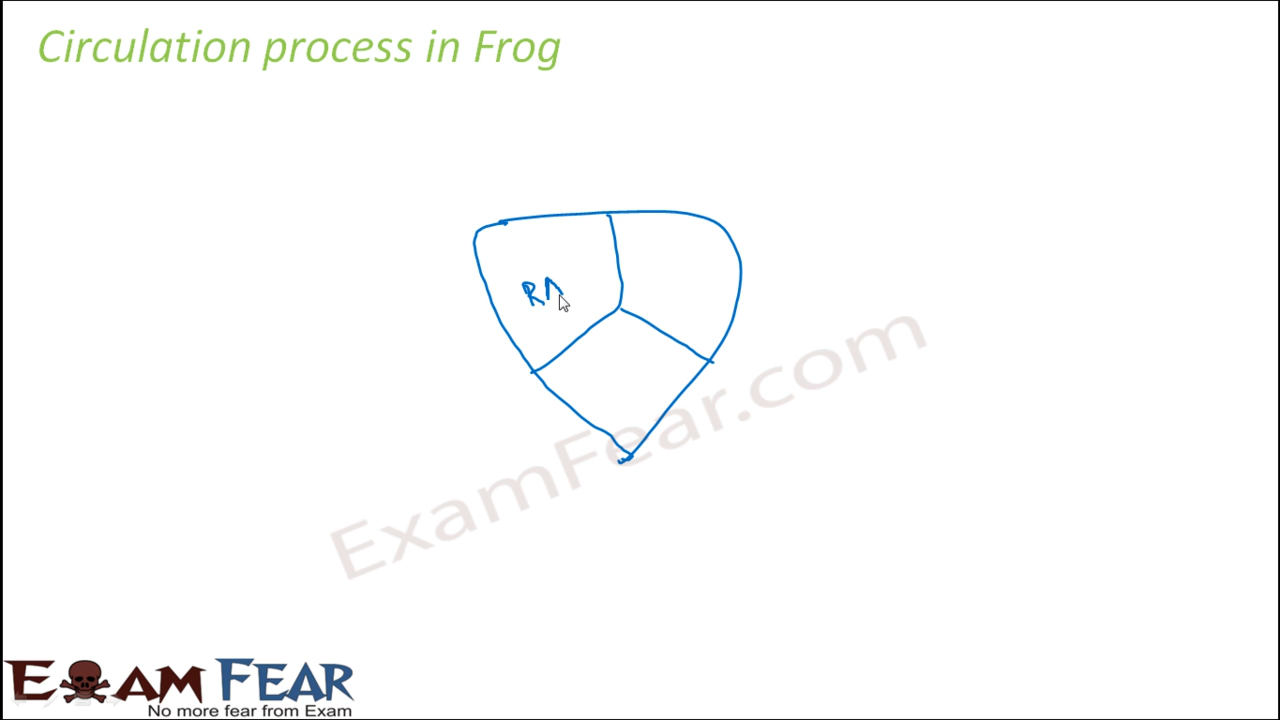 Circulation process in Frog
RA
ExamFear.com
EXAM FEAR
No more fear from Exam